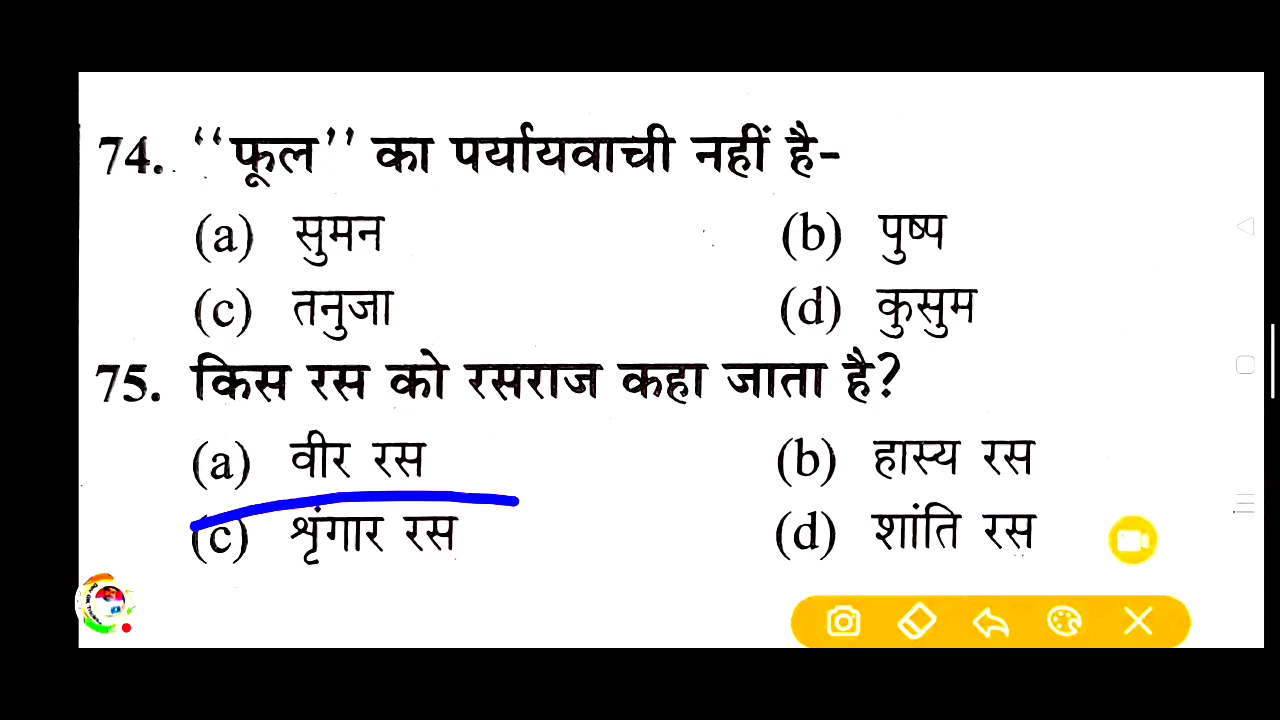 74. ‘‘फूल’’ का पर्यायवाची नहीं है-
(a) सुमन (b) पुष्प
(c) तनुजा (d) कुसुम
75. किस रस को रसराज कहा जाता है?
(a) वीर रस (b) हास्य रस
(c) शृंगार रस (d) शांति रस